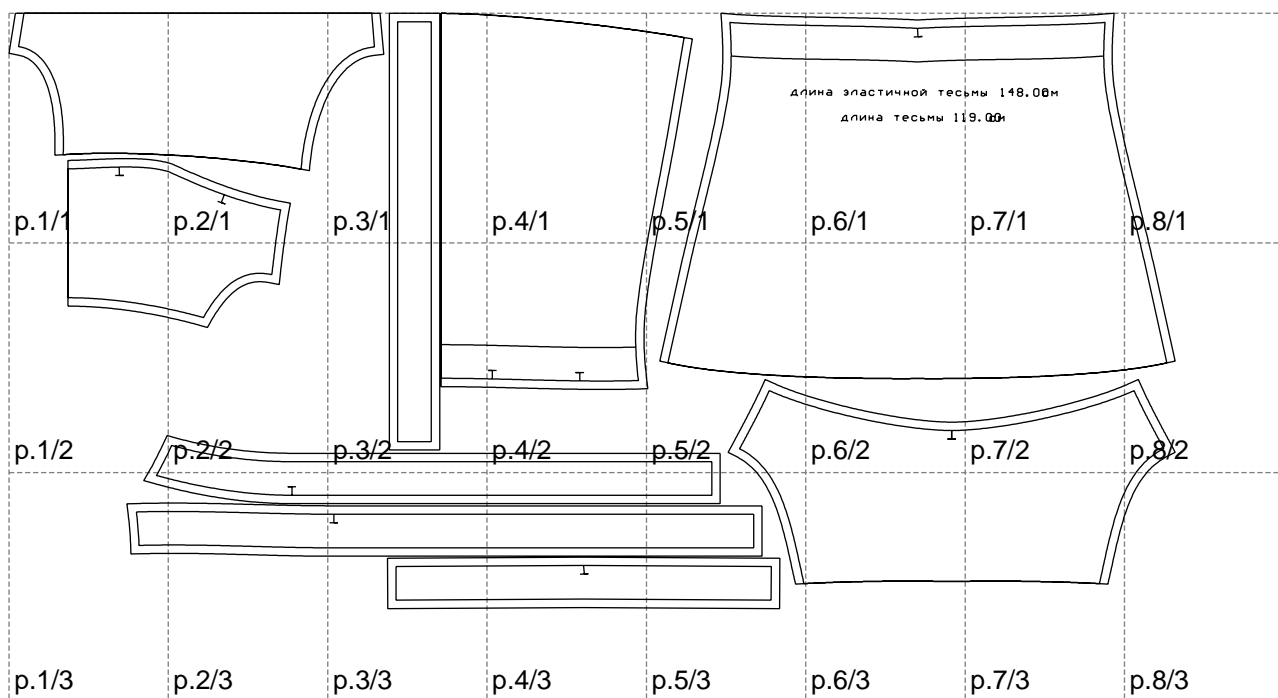 длина эластичной тесьмы 148.00см
длина тесьмы 119.00см
p.1/1 p.2/1 p.3/1 p.4/1 p.5/1 p.6/1 p.7/1 p.8/1
p.1/2 p.2/2 p.3/2 p.4/2 p.5/2 p.6/2 p.7/2 p.8/2
p.1/3 p.2/3 p.3/3 p.4/3 p.5/3 p.6/3 p.7/3 p.8/3